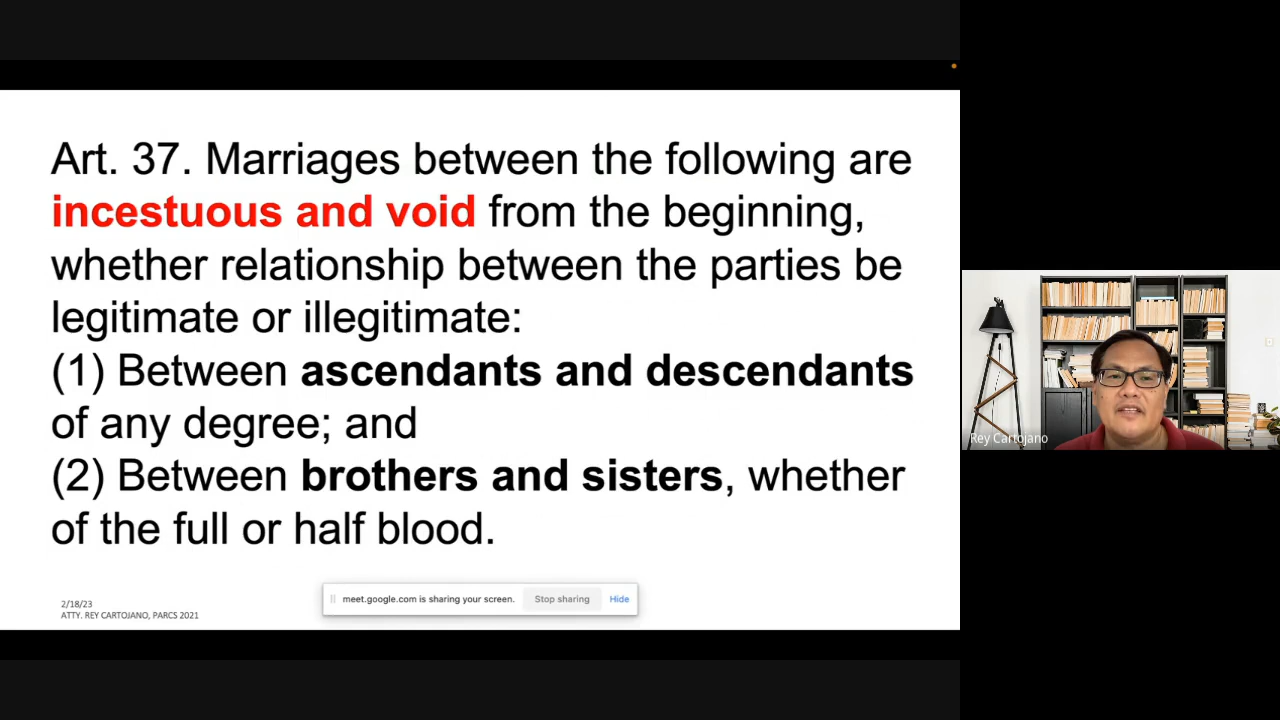 Art. 37. Marriages between the following are
incestuous and void from the beginning,
whether relationship between the parties be
legitimate or illegitimate:
(1) Between ascendants and descendants
of any degree; and
(2) Between brothers and sisters, whether
of the full or half blood.
meet.google.com is sharing your screen. Stop sharing Hide
2/18/23
ATTY. REY CARTOJANO, PARCS 2021
Rey Cartojano